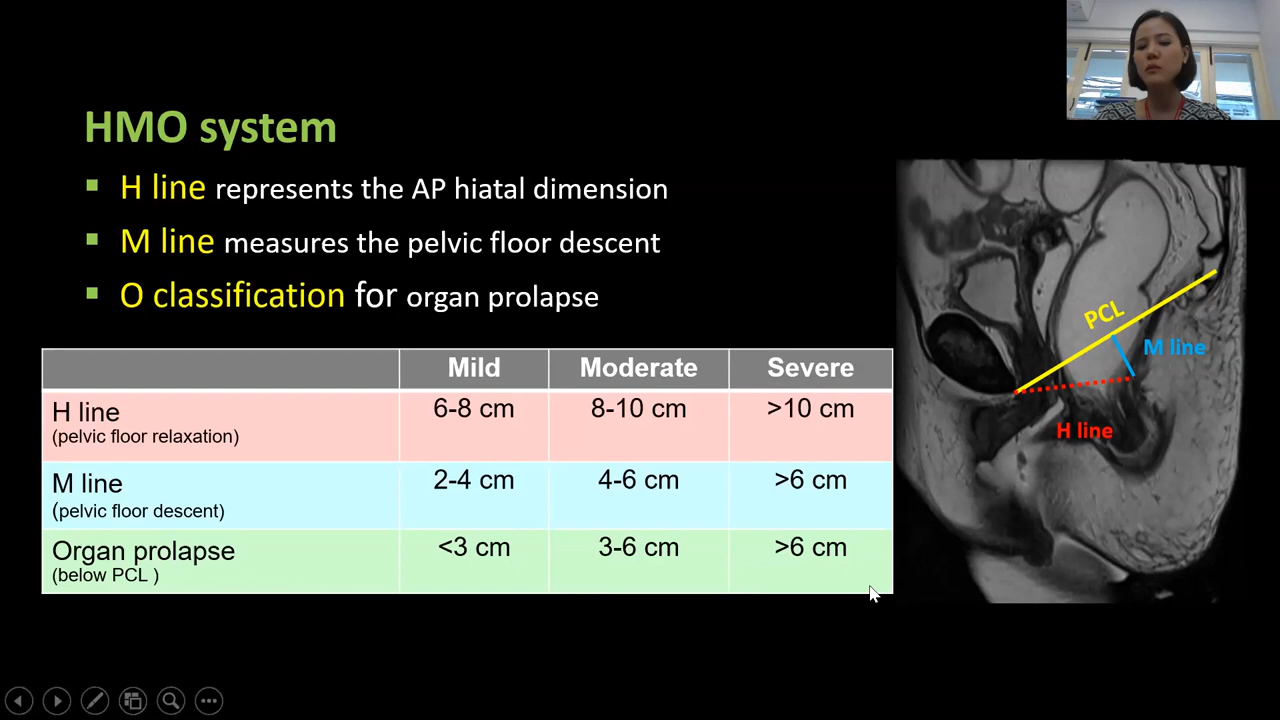 HMO system
H line represents the AP hiatal dimension
M line measures the pelvic floor descent
O classification for organ prolapse
Mild Moderate Severe
H line 6-8 cm 8-10 cm >10 cm
(pelvic floor relaxation)
M line 2-4 cm 4-6 cm >6 cm
(pelvic floor descent)
Organ prolapse <3 cm 3-6 cm >6 cm
(below PCL )
PCL
M line
H line